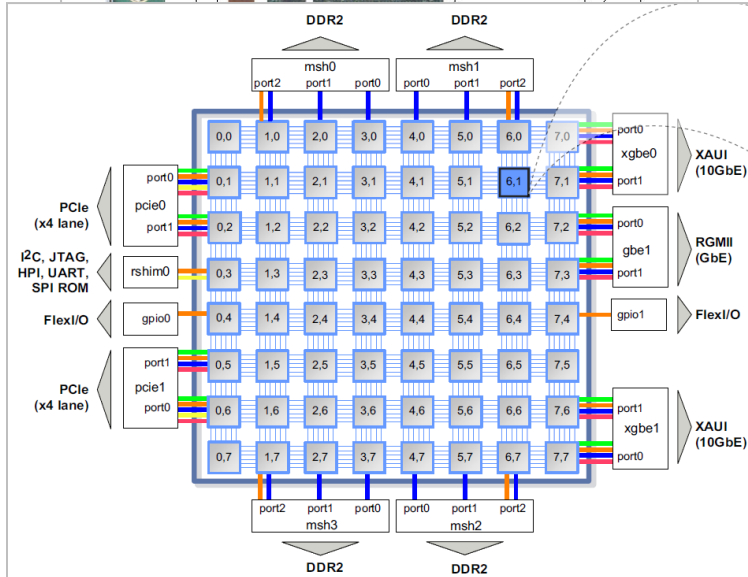 DDR2 DDR2
msh0 msh1
port2 port1 port0 port0 port1 port2
0,0 1,0 2,0 3,0 4,0 5,0 6,0 7,0
port0
xgbe0
port1
XAUI
(10GbE)
0,1 1,1 2,1 3,1 4,1 5,1 6,1 7,1
PCIe
(x4 lane)
port0
pcie0
port1
0,2 1,2 2,2 3,2 4,2 5,2 6,2 7,2
port0
gbe1
port1
RGMII
(GbE)
I²C, JTAG,
HPI, UART,
SPI ROM
rshim0
0,3 1,3 2,3 3,3 4,3 5,3 6,3 7,3
FlexI/O gpio0 0,4 1,4 2,4 3,4 4,4 5,4 6,4 7,4 gpio1 FlexI/O
0,5 1,5 2,5 3,5 4,5 5,5 6,5 7,5
PCIe
(x4 lane)
port1
pcie1
port0
0,6 1,6 2,6 3,6 4,6 5,6 6,6 7,6
port1
xgbe1
port0
XAUI
(10GbE)
0,7 1,7 2,7 3,7 4,7 5,7 6,7 7,7
port2 port1 port0 port0 port1 port2
msh3 msh2
DDR2 DDR2